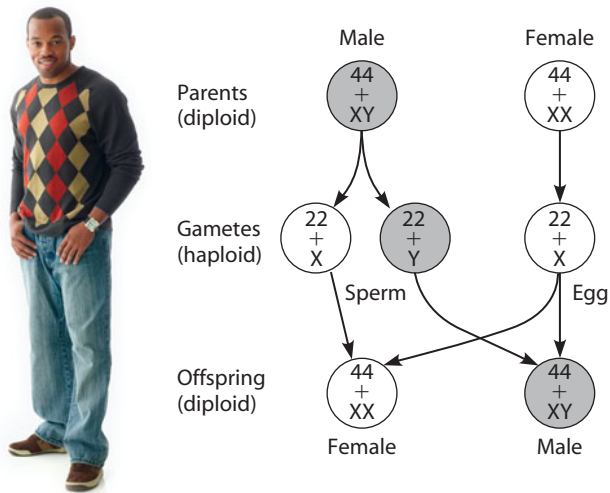 Male
Female
Parents
(diploid)
44
+
XY
44
+
XX
Gametes
(haploid)
22
+
X
22
+
Y
22
+
X
Sperm
Egg
Offspring
(diploid)
44
+
XX
44
+
XY
Female
Male